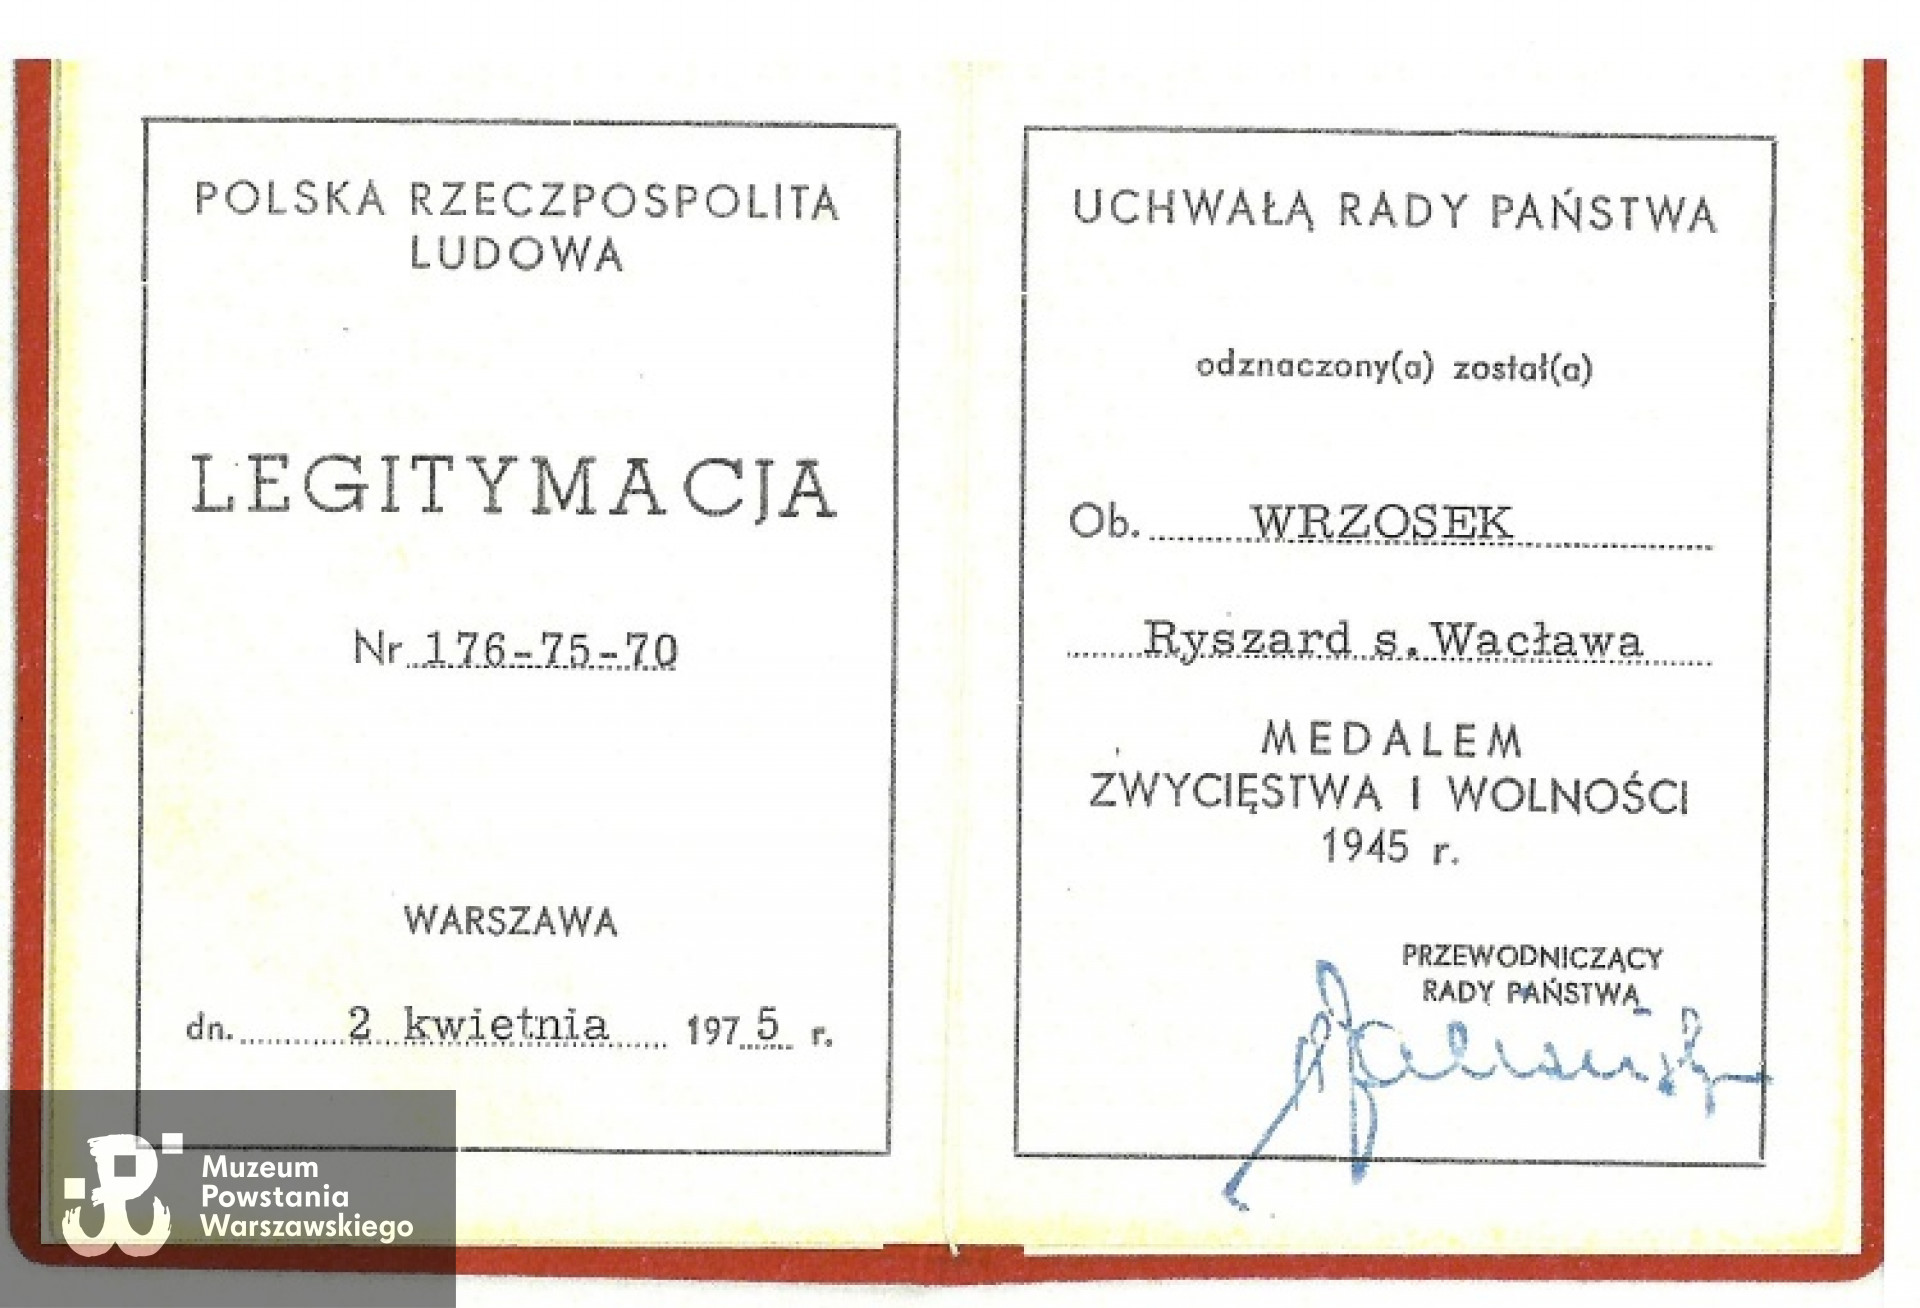 POLSKA RZECZPOSPOLITA
LUDOWA
LEGITYMACJA
Nr 176-75-70
WARSZAWA
dn. 2 kwietnia 1975 r.
UCHWAŁĄ RADY PAŃSTWA
odznaczony(a) został(a)
Ob. WRZOSEK
Ryszard s. Wacława
MEDALEM
ZWYCIĘSTWA I WOLNOŚCI
1945 r.
PRZEWODNICZĄCY
RADY PAŃSTWA
Muzeum
Powstania
Warszawskiego